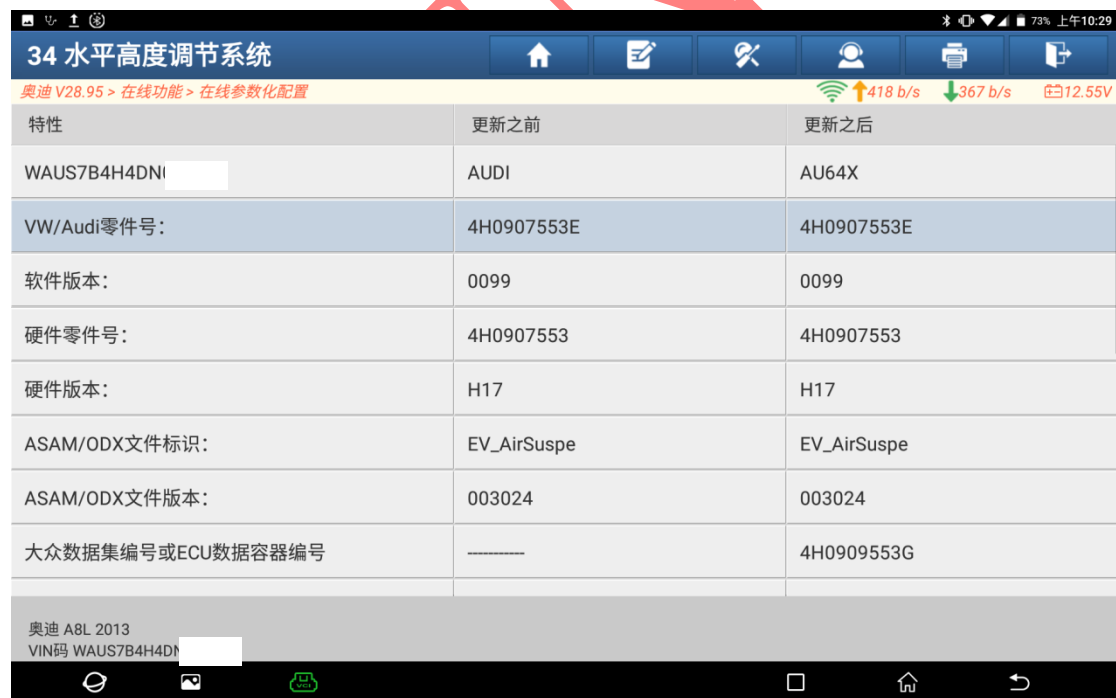 73% 上午10:29
34 水平高度调节系统
奥迪 V28.95 > 在线功能 > 在线参数化配置 418 b/s 367 b/s 12.55V
特性 更新之前 更新之后
WAUS7B4H4DN AUDI AU64X
VW/Audi零件号: 4H0907553E 4H0907553E
软件版本: 0099 0099
硬件零件号: 4H0907553 4H0907553
硬件版本: H17 H17
ASAM/ODX文件标识: EV_AirSuspe EV_AirSuspe
ASAM/ODX文件版本: 003024 003024
大众数据集编号或ECU数据容器编号 ----------- 4H0909553G
奥迪 A8L 2013
VIN码 WAUS7B4H4DN
VCI